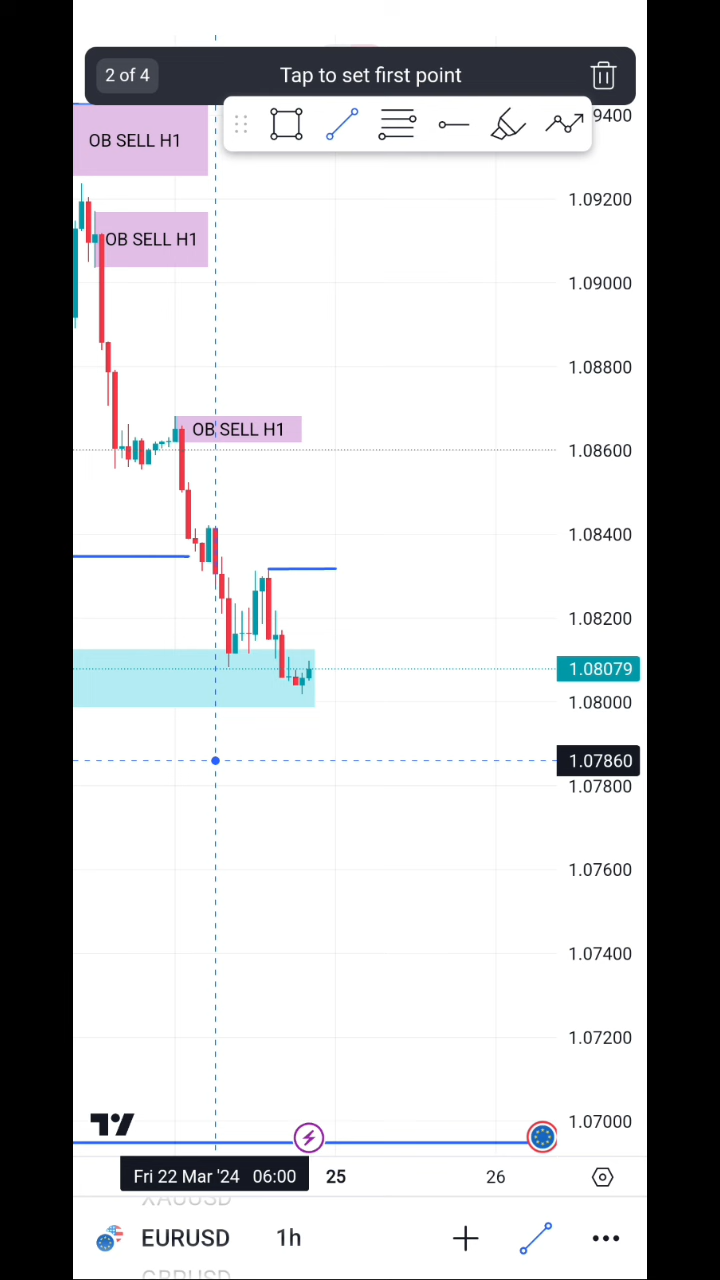 2 of 4
Tap to set first point
9400
OB SELL H1
1.09200
OB SELL H1
1.09000
1.08800
OB SELL H1
1.08600
1.08400
1.08200
1.08079
1.08000
1.07860
1.07800
1.07600
1.07400
1.07200
1.07000
Fri 22 Mar '24 06:00
25
26
XAUUSD
EURUSD
1h
GBPUSD